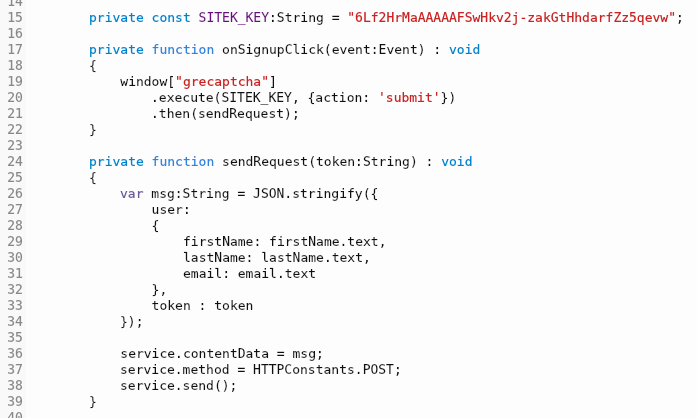 14
15 private const SITEK_KEY:String = "6Lf2HrMaAAAAAFSwHkv2j-zakGtHhdarfZz5qevw";
16
17 private function onSignupClick(event:Event) : void
18 {
19 window["grecaptcha"]
20 .execute(SITEK_KEY, {action: 'submit'})
21 .then(sendRequest);
22 }
23
24 private function sendRequest(token:String) : void
25 {
26 var msg:String = JSON.stringify({
27 user:
28 {
29 firstName: firstName.text,
30 lastName: lastName.text,
31 email: email.text
32 },
33 token : token
34 });
35
36 service.contentData = msg;
37 service.method = HTTPConstants.POST;
38 service.send();
39 }
40